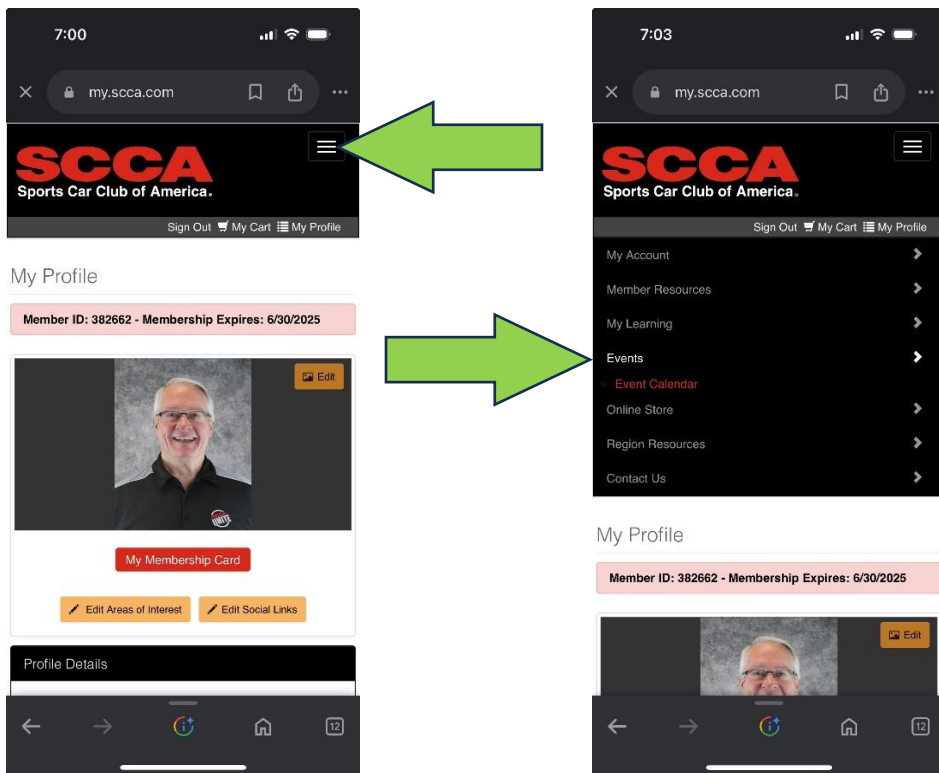 7:00
my.scca.com
SCCA
Sports Car Club of America.
Sign Out My Cart My Profile
My Profile
Member ID: 382662 - Membership Expires: 6/30/2025
Edit
UNITE
My Membership Card
Edit Areas of Interest Edit Social Links
Profile Details
12
7:03
my.scca.com
SCCA
Sports Car Club of America.
Sign Out My Cart My Profile
My Account
Member Resources
My Learning
Events
Event Calendar
Online Store
Region Resources
Contact Us
My Profile
Member ID: 382662 - Membership Expires: 6/30/2025
Edit
12